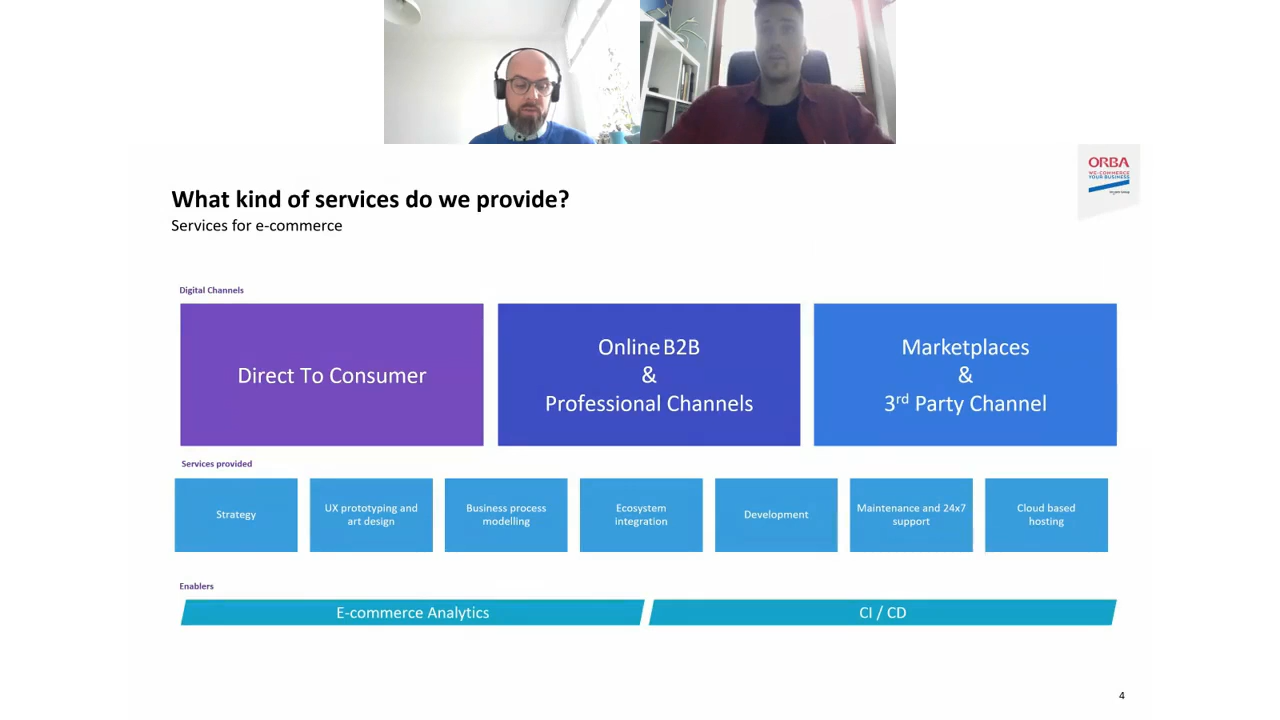 ORBA
WE-COMMERCE
YOUR BUSINESS
What kind of services do we provide?
Services for e-commerce
Digital Channels
Direct To Consumer
Online B2B
&
Professional Channels
Marketplaces
&
3rd Party Channel
Services provided
Strategy
UX prototyping and
art design
Business process
modelling
Ecosystem
integration
Development
Maintenance and 24x7
support
Cloud based
hosting
Enablers
E-commerce Analytics
CI / CD
4